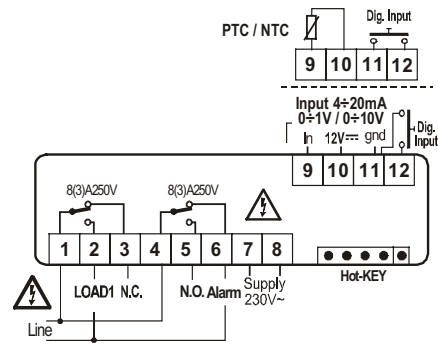 PTC / NTC
Dig. Input
9 10 11 12
Input 4÷20mA
0÷1V / 0÷10V
In 12V gnd
Dig.
Input
9 10 11 12
8(3)A250V 8(3)A250V
1 2 3 4 5 6 7 8
LOAD1 N.C. N.O. Alarm Supply
230V~
Hot-KEY
Line